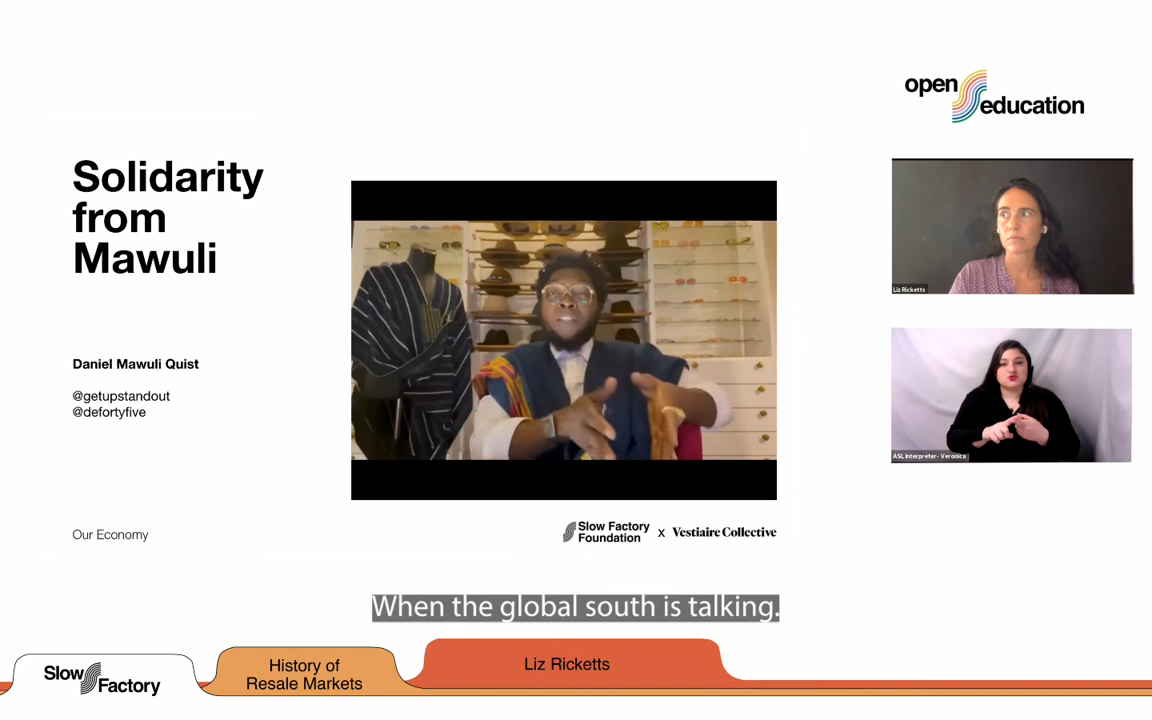 open
education
Solidarity
from
Mawuli
Liz Ricketts
Daniel Mawuli Quist
@getupstandout
@defortyfive
ASL Interpreter- Veronica
Our Economy
Slow Factory
Foundation
x
Vestiaire Collective
When the global south is talking.
Slow
Factory
History of
Resale Markets
Liz Ricketts